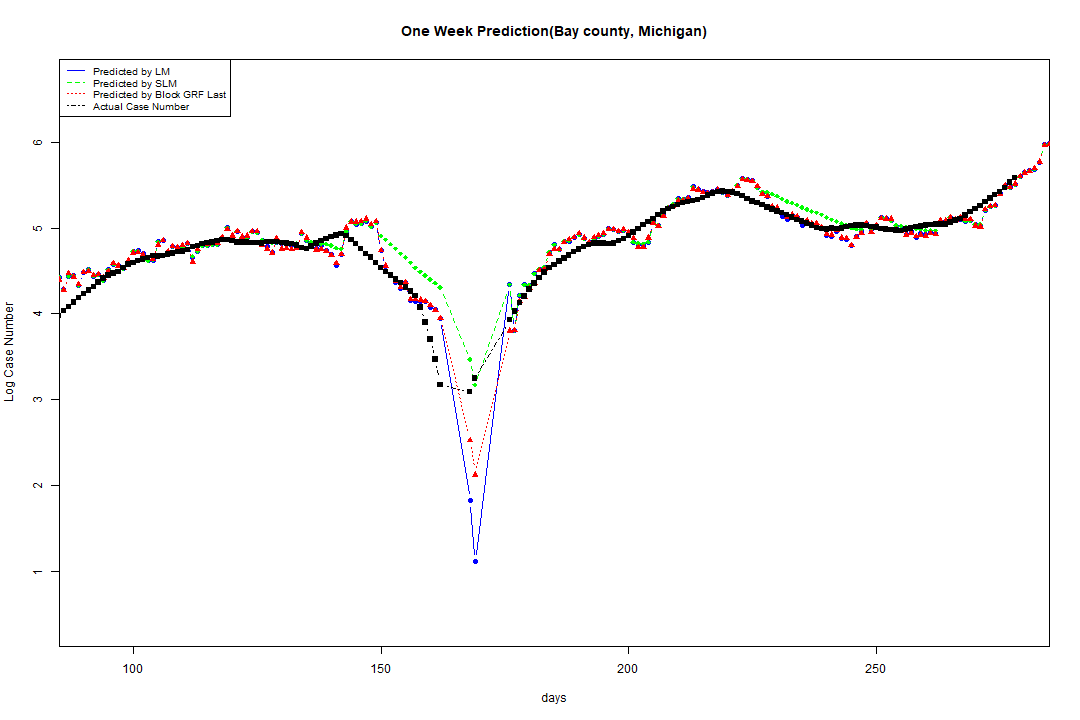 One Week Prediction(Bay county, Michigan)
Predicted by LM
Predicted by SLM
Predicted by Block GRF Last
Actual Case Number
6
5
4
3
2
1
Log Case Number
100 150 200 250
days